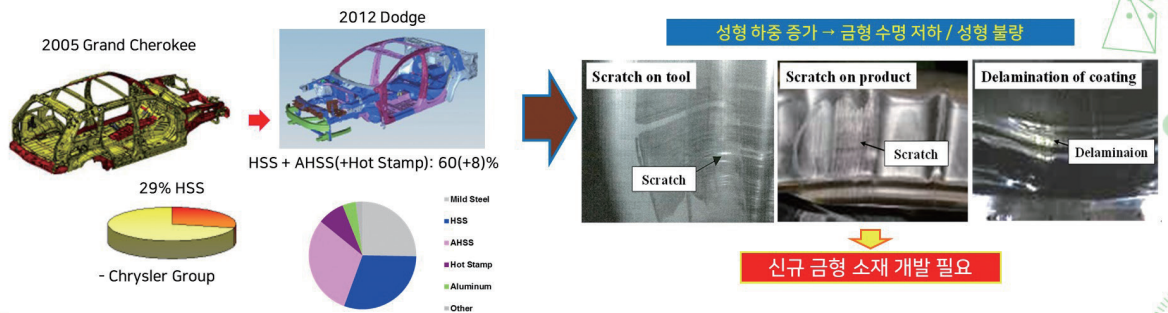 2005 Grand Cherokee
2012 Dodge
HSS + AHSS(+Hot Stamp): 60(+8)%
29% HSS
- Chrysler Group
Mild Steel
HSS
AHSS
Hot Stamp
Aluminum
Other
성형 하중 증가 → 금형 수명 저하 / 성형 불량
Scratch on tool
Scratch
Scratch on product
Scratch
Delamination of coating
Delaminaion
신규 금형 소재 개발 필요